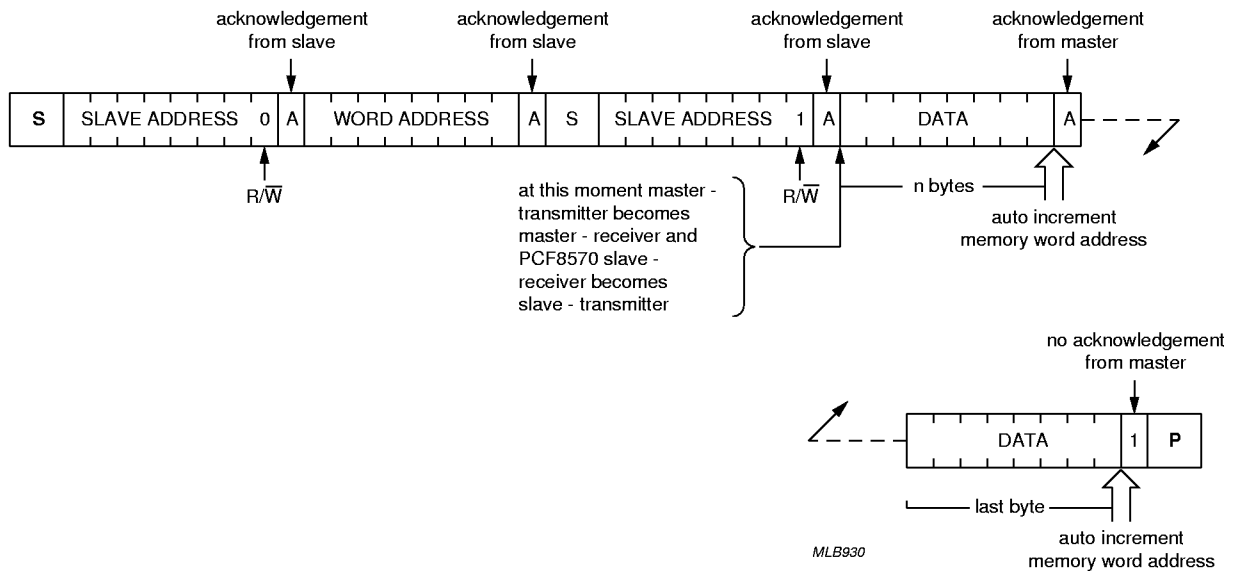 acknowledgement
from slave
acknowledgement
from slave
acknowledgement
from slave
acknowledgement
from master
S SLAVE ADDRESS 0 A WORD ADDRESS A S SLAVE ADDRESS 1 A DATA A
R/W̅
R/W̅
at this moment master -
transmitter becomes
master - receiver and
PCF8570 slave -
receiver becomes
slave - transmitter
n bytes
auto increment
memory word address
no acknowledgement
from master
DATA 1 P
last byte
auto increment
memory word address
MLB930